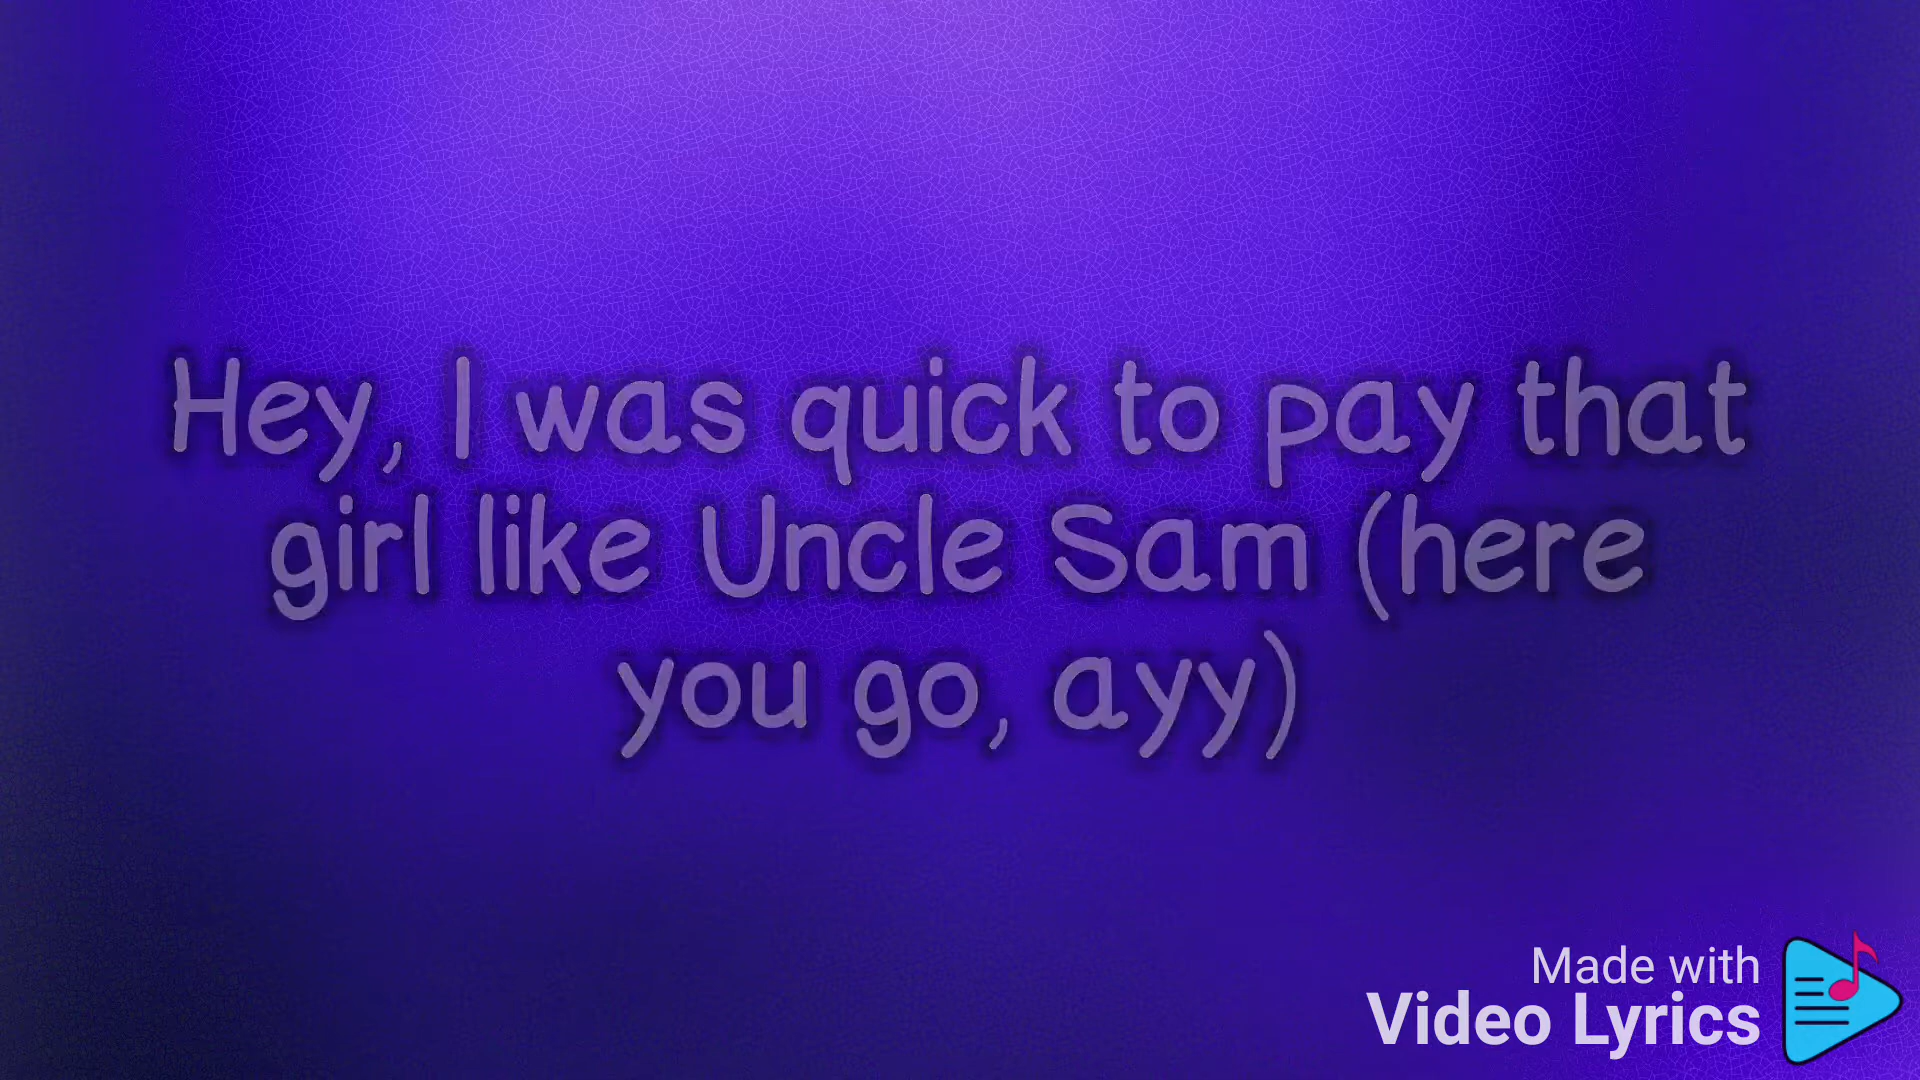 Hey, I was quick to pay that
girl like Uncle Sam (here
you go, ayy)
Made with
Video Lyrics